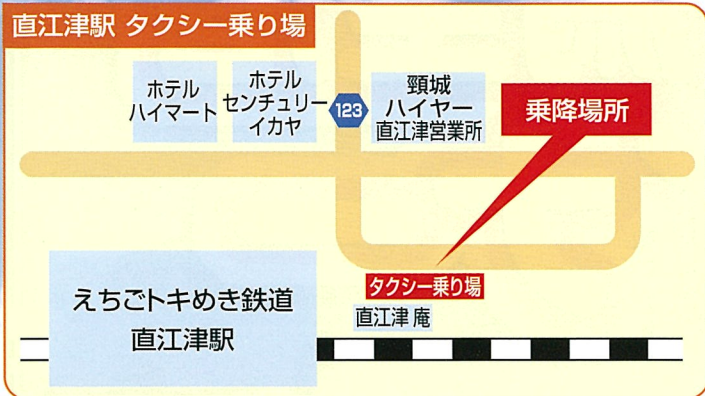 直江津駅 タクシー乗り場
ホテル
ハイマート
ホテル
センチュリー
イカヤ
123
頸城
ハイヤー
直江津営業所
乗降場所
タクシー乗り場
直江津 庵
えちごトキめき鉄道
直江津駅